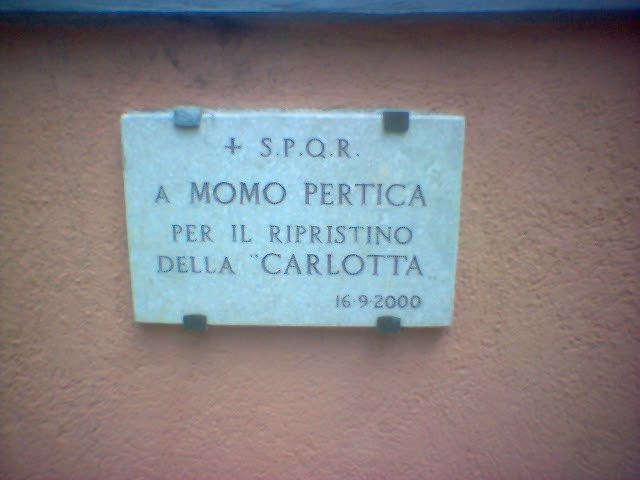 + S.P.Q.R.
A MOMO PERTICA
PER IL RIPRISTINO
DELLA "CARLOTTA„
16·9·2000